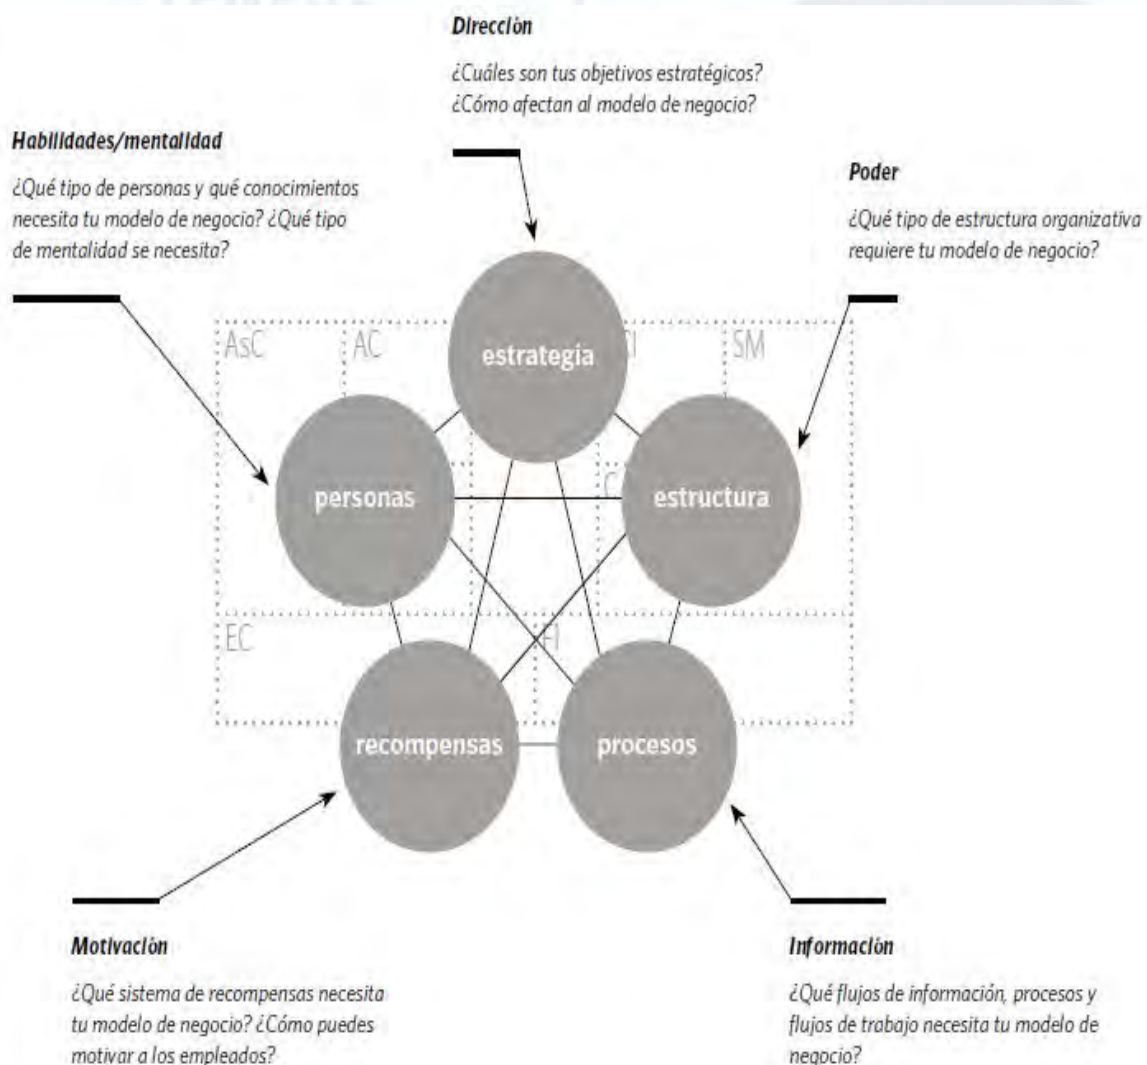 Dirección
¿Cuáles son tus objetivos estratégicos?
¿Cómo afectan al modelo de negocio?
Habilidades/mentalidad
¿Qué tipo de personas y qué conocimientos
necesita tu modelo de negocio? ¿Qué tipo
de mentalidad se necesita?
Poder
¿Qué tipo de estructura organizativa
requiere tu modelo de negocio?
AsC
AC
SM
estrategia
personas
estructura
EC
recompensas
procesos
Motivación
¿Qué sistema de recompensas necesita
tu modelo de negocio? ¿Cómo puedes
motivar a los empleados?
Información
¿Qué flujos de información, procesos y
flujos de trabajo necesita tu modelo de
negocio?